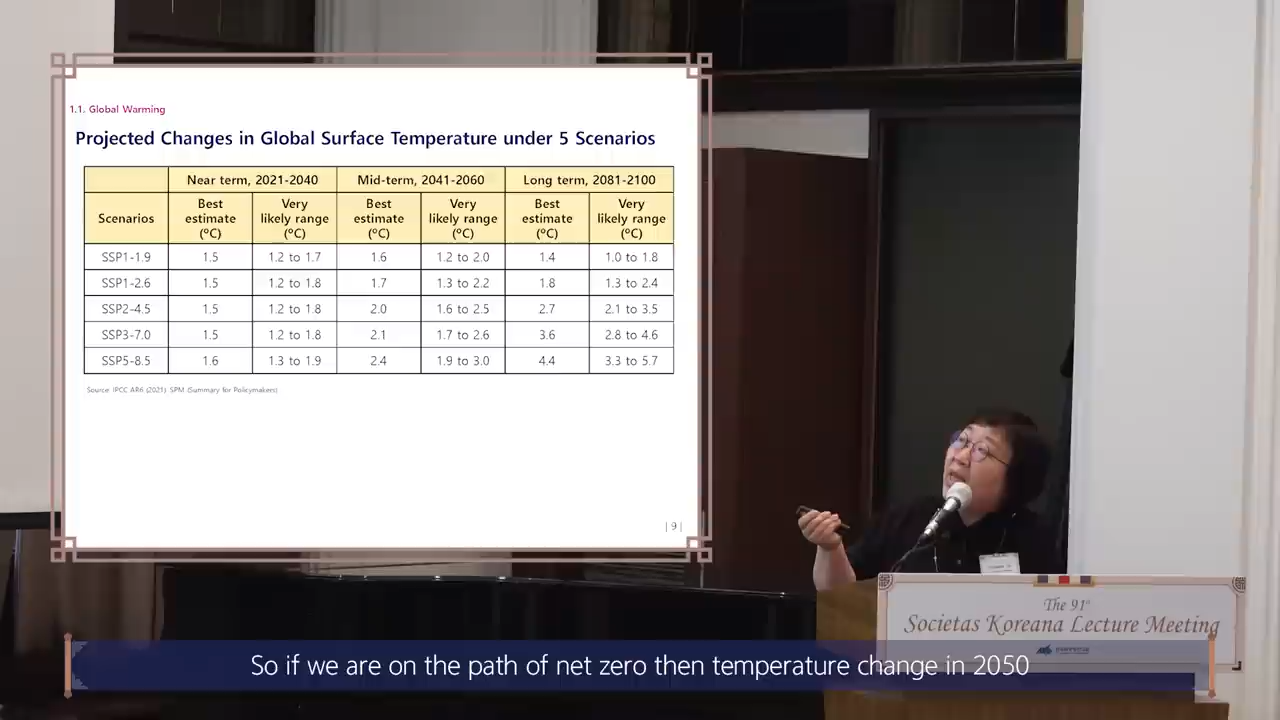 1.1. Global Warming
Projected Changes in Global Surface Temperature under 5 Scenarios
Near term, 2021-2040 Mid-term, 2041-2060 Long term, 2081-2100
Scenarios Best estimate (ºC) Very likely range (ºC) Best estimate (ºC) Very likely range (ºC) Best estimate (ºC) Very likely range (ºC)
SSP1-1.9 1.5 1.2 to 1.7 1.6 1.2 to 2.0 1.4 1.0 to 1.8
SSP1-2.6 1.5 1.2 to 1.8 1.7 1.3 to 2.2 1.8 1.3 to 2.4
SSP2-4.5 1.5 1.2 to 1.8 2.0 1.6 to 2.5 2.7 2.1 to 3.5
SSP3-7.0 1.5 1.2 to 1.8 2.1 1.7 to 2.6 3.6 2.8 to 4.6
SSP5-8.5 1.6 1.3 to 1.9 2.4 1.9 to 3.0 4.4 3.3 to 5.7
Source: IPCC AR6 (2021) SPM (Summary for Policymakers)
| 9 |
The 91st
Societas Koreana Lecture Meeting
So if we are on the path of net zero then temperature change in 2050